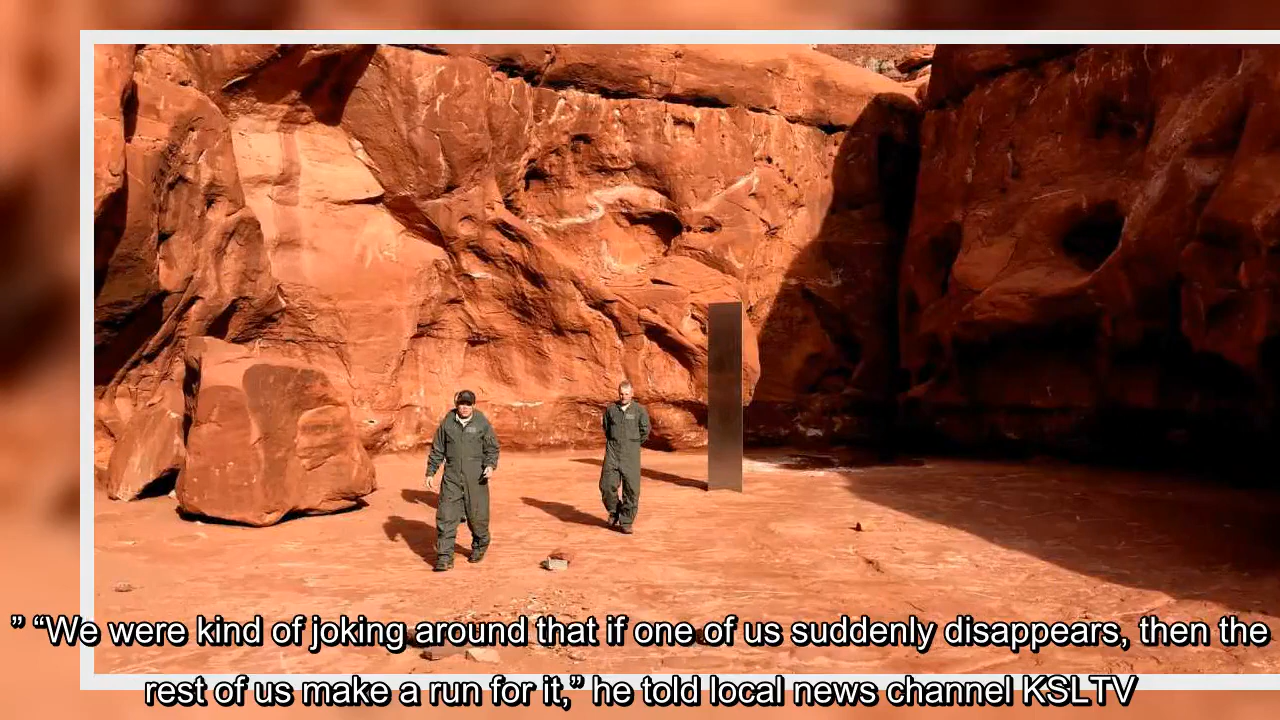 ” “We were kind of joking around that if one of us suddenly disappears, then the
rest of us make a run for it,” he told local news channel KSLTV